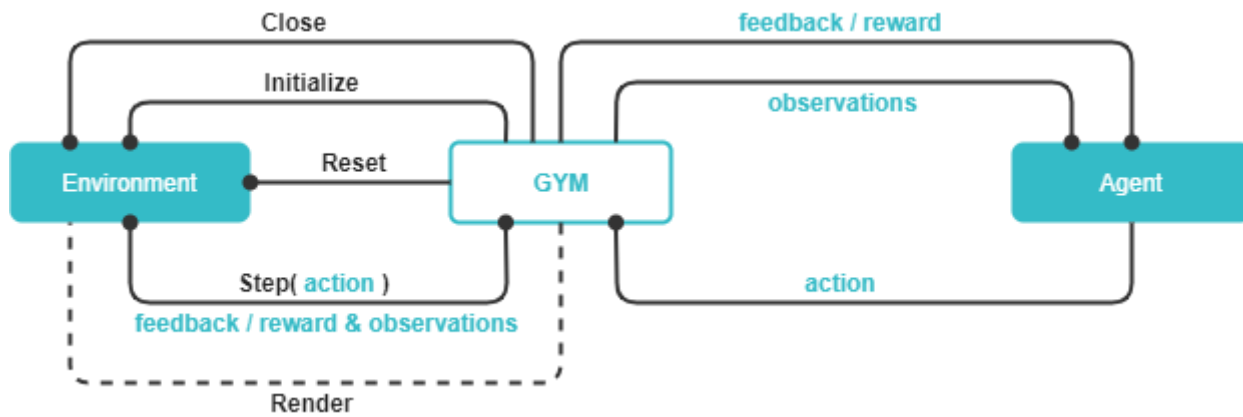 Close
feedback / reward
Initialize
observations
Reset
Environment
GYM
Agent
Step( action )
action
feedback / reward & observations
Render